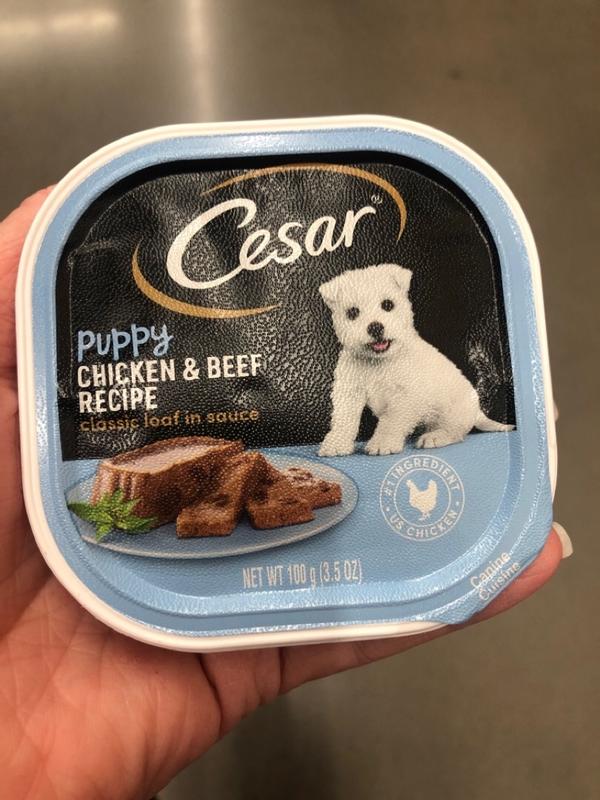 Cesar
puppy
CHICKEN & BEEF
RECIPE
classic loaf in sauce
#1 INGREDIENT
US CHICKEN
NET WT 100 g (3.5 OZ)
Canine
Cuisine